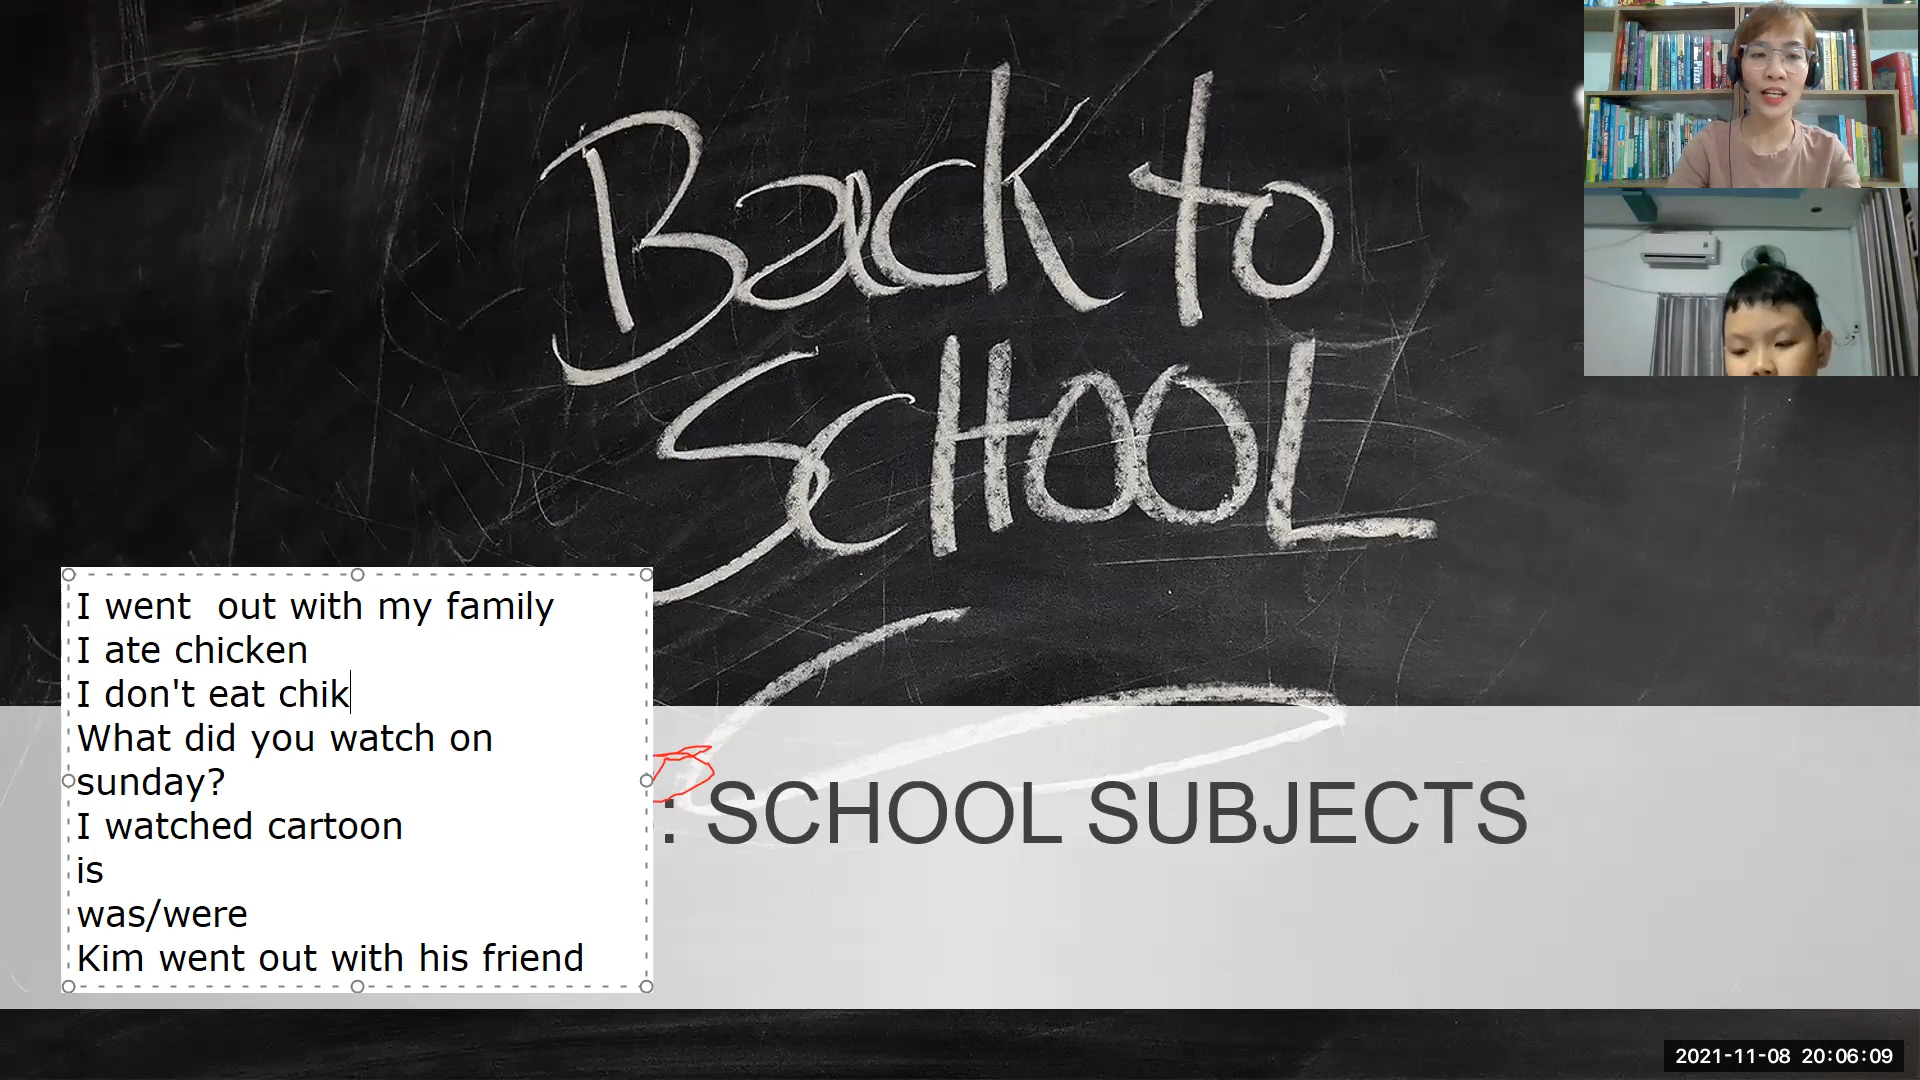 Back to
SCHOOL
I went  out with my family
I ate chicken
I don't eat chik
What did you watch on
sunday?
I watched cartoon
is
was/were
Kim went out with his friend
: SCHOOL SUBJECTS
2021-11-08 20:06:09